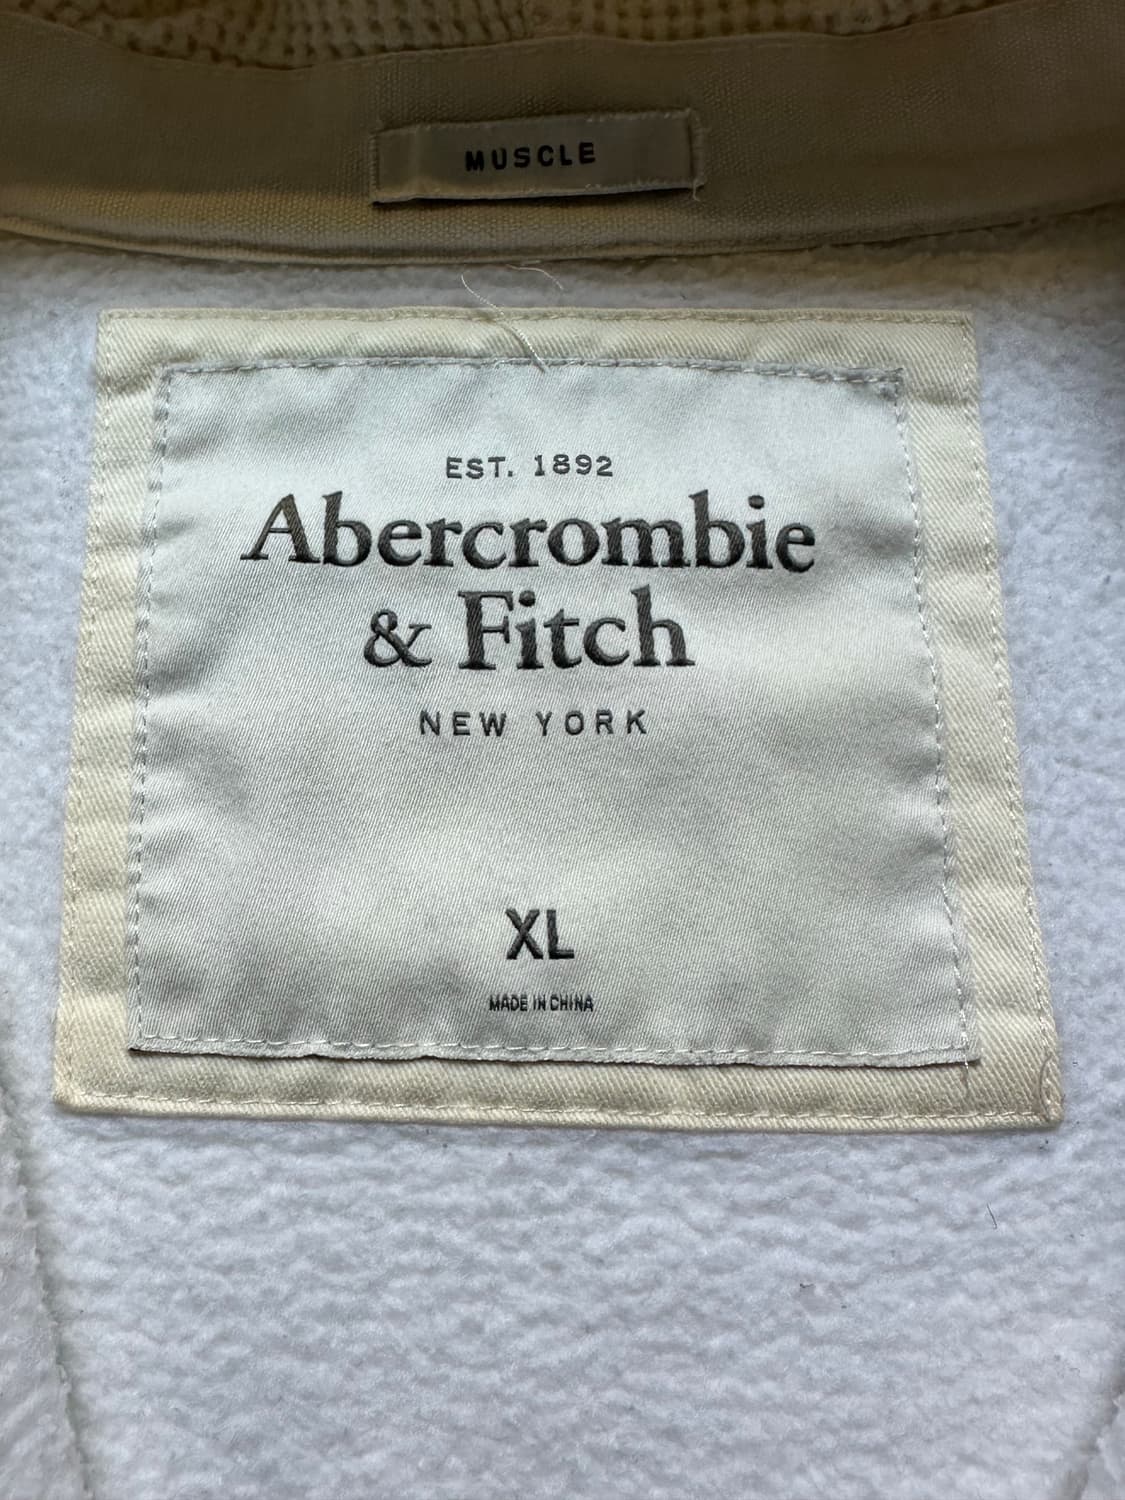 MUSCLE
EST. 1892
Abercrombie
& Fitch
NEW YORK
XL
MADE IN CHINA